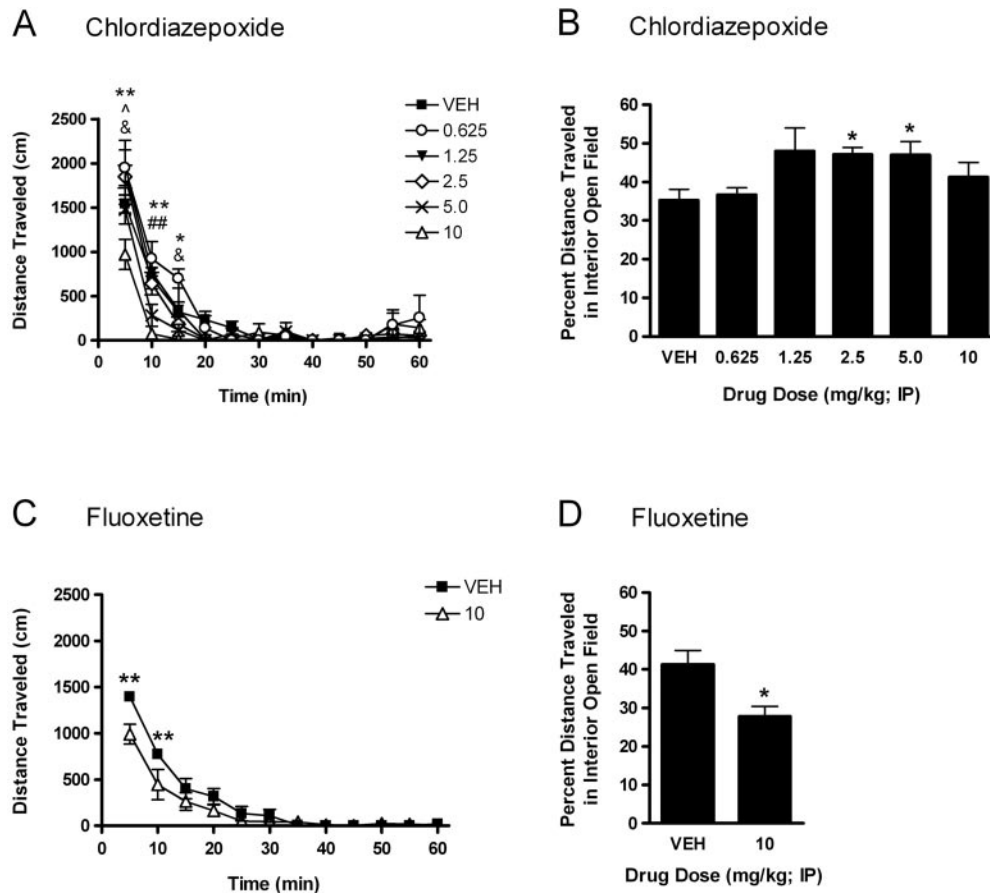 A Chlordiazepoxide
Distance Traveled (cm)
2500
2000
1500
1000
500
0
**
^
&
**
##
*
&
VEH
0.625
1.25
2.5
5.0
10
0 10 20 30 40 50 60
Time (min)
B Chlordiazepoxide
Percent Distance Traveled
in Interior Open Field
60
50
40
30
20
10
0
* *
VEH 0.625 1.25 2.5 5.0 10
Drug Dose (mg/kg; IP)
C Fluoxetine
Distance Traveled (cm)
2500
2000
1500
1000
500
0
**
**
VEH
10
0 10 20 30 40 50 60
Time (min)
D Fluoxetine
Percent Distance Traveled
in Interior Open Field
60
50
40
30
20
10
0
*
VEH 10
Drug Dose (mg/kg; IP)